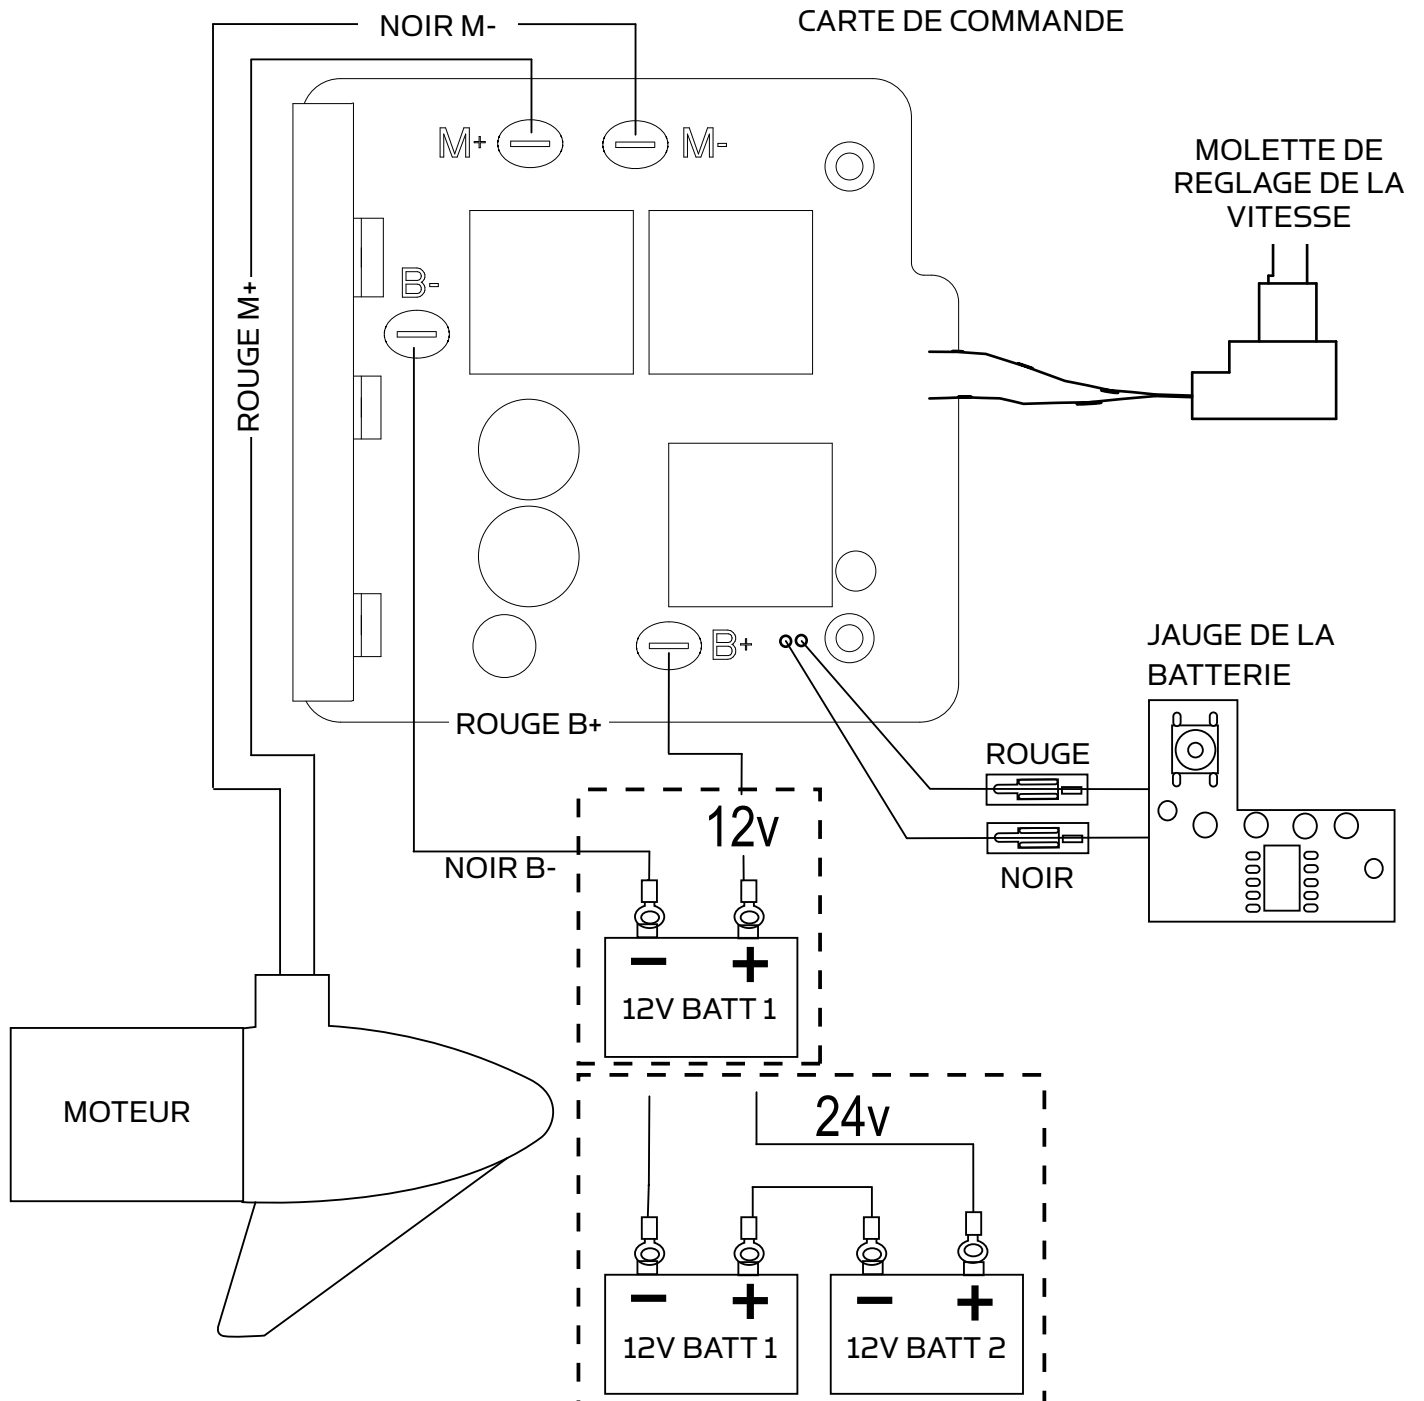 NOIR M-
CARTE DE COMMANDE
M+
M-
MOLETTE DE
REGLAGE DE LA
VITESSE
B-
ROUGE M+
B+
JAUGE DE LA
BATTERIE
ROUGE B+
ROUGE
12v
NOIR B-
NOIR
- +
12V BATT 1
MOTEUR
24v
- +
- +
12V BATT 1
12V BATT 2